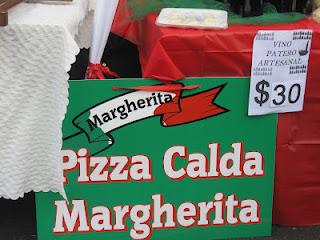 VINO
PATERO
ARTESANAL
$30
Margherita
Pizza Calda
Margherita